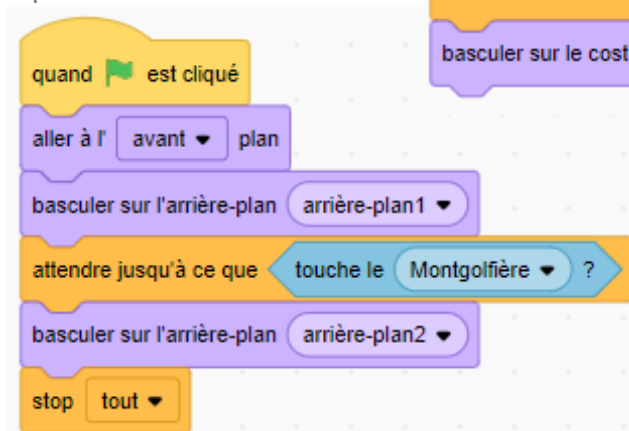 basculer sur le cost
quand est cliqué
aller à l' avant plan
basculer sur l'arrière-plan arrière-plan1
attendre jusqu'à ce que touche le Montgolfière ?
basculer sur l'arrière-plan arrière-plan2
stop tout